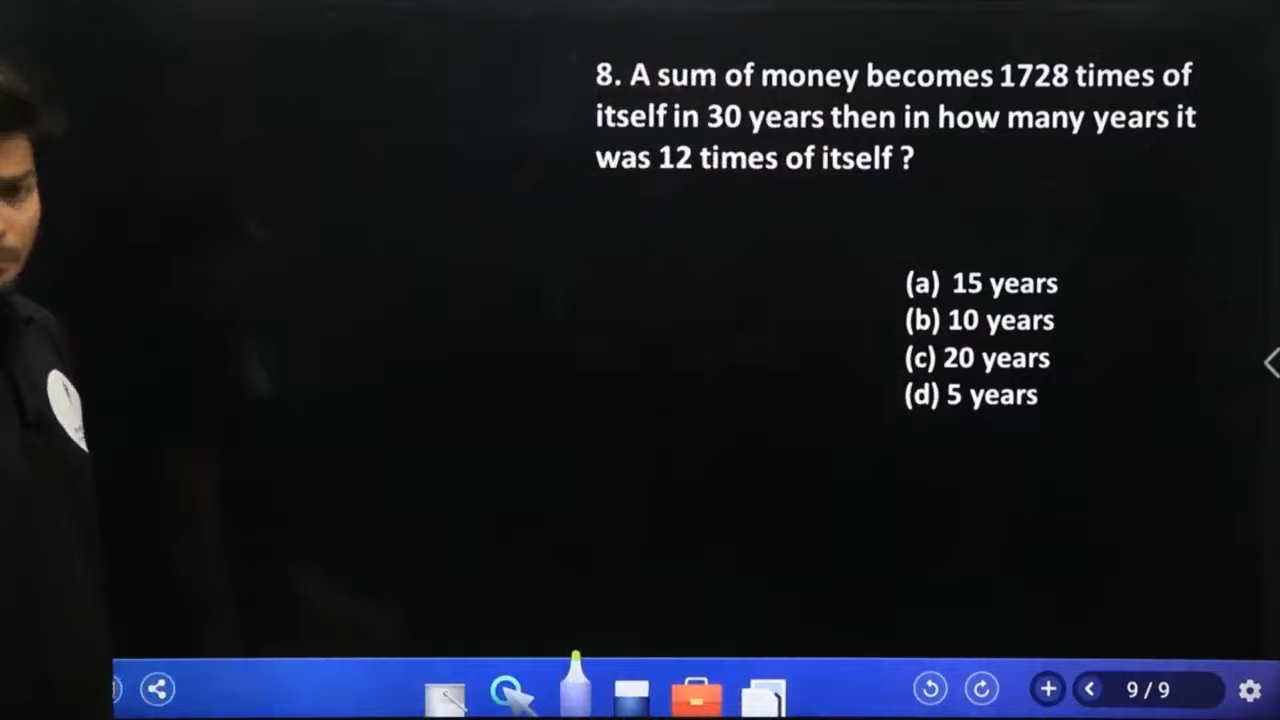 8. A sum of money becomes 1728 times of
itself in 30 years then in how many years it
was 12 times of itself ?
(a) 15 years
(b) 10 years
(c) 20 years
(d) 5 years
9 / 9